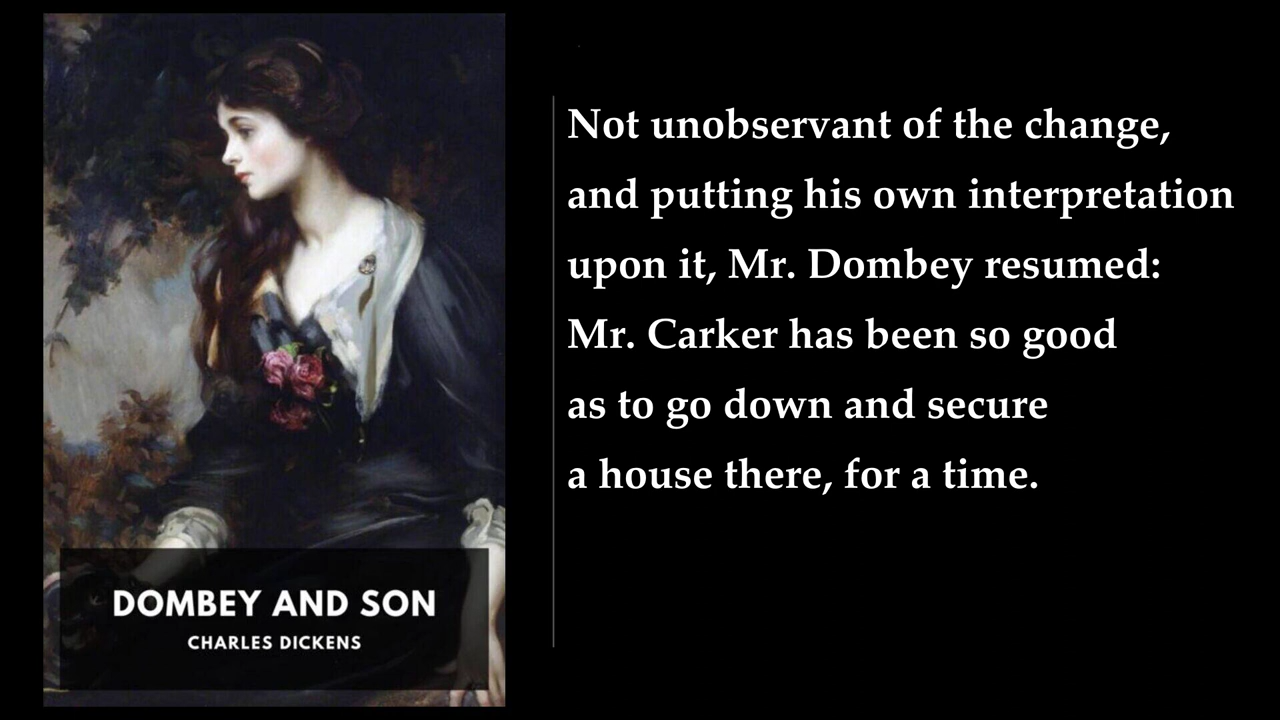 Not unobservant of the change,
and putting his own interpretation
upon it, Mr. Dombey resumed:
Mr. Carker has been so good
as to go down and secure
a house there, for a time.
DOMBEY AND SON
CHARLES DICKENS